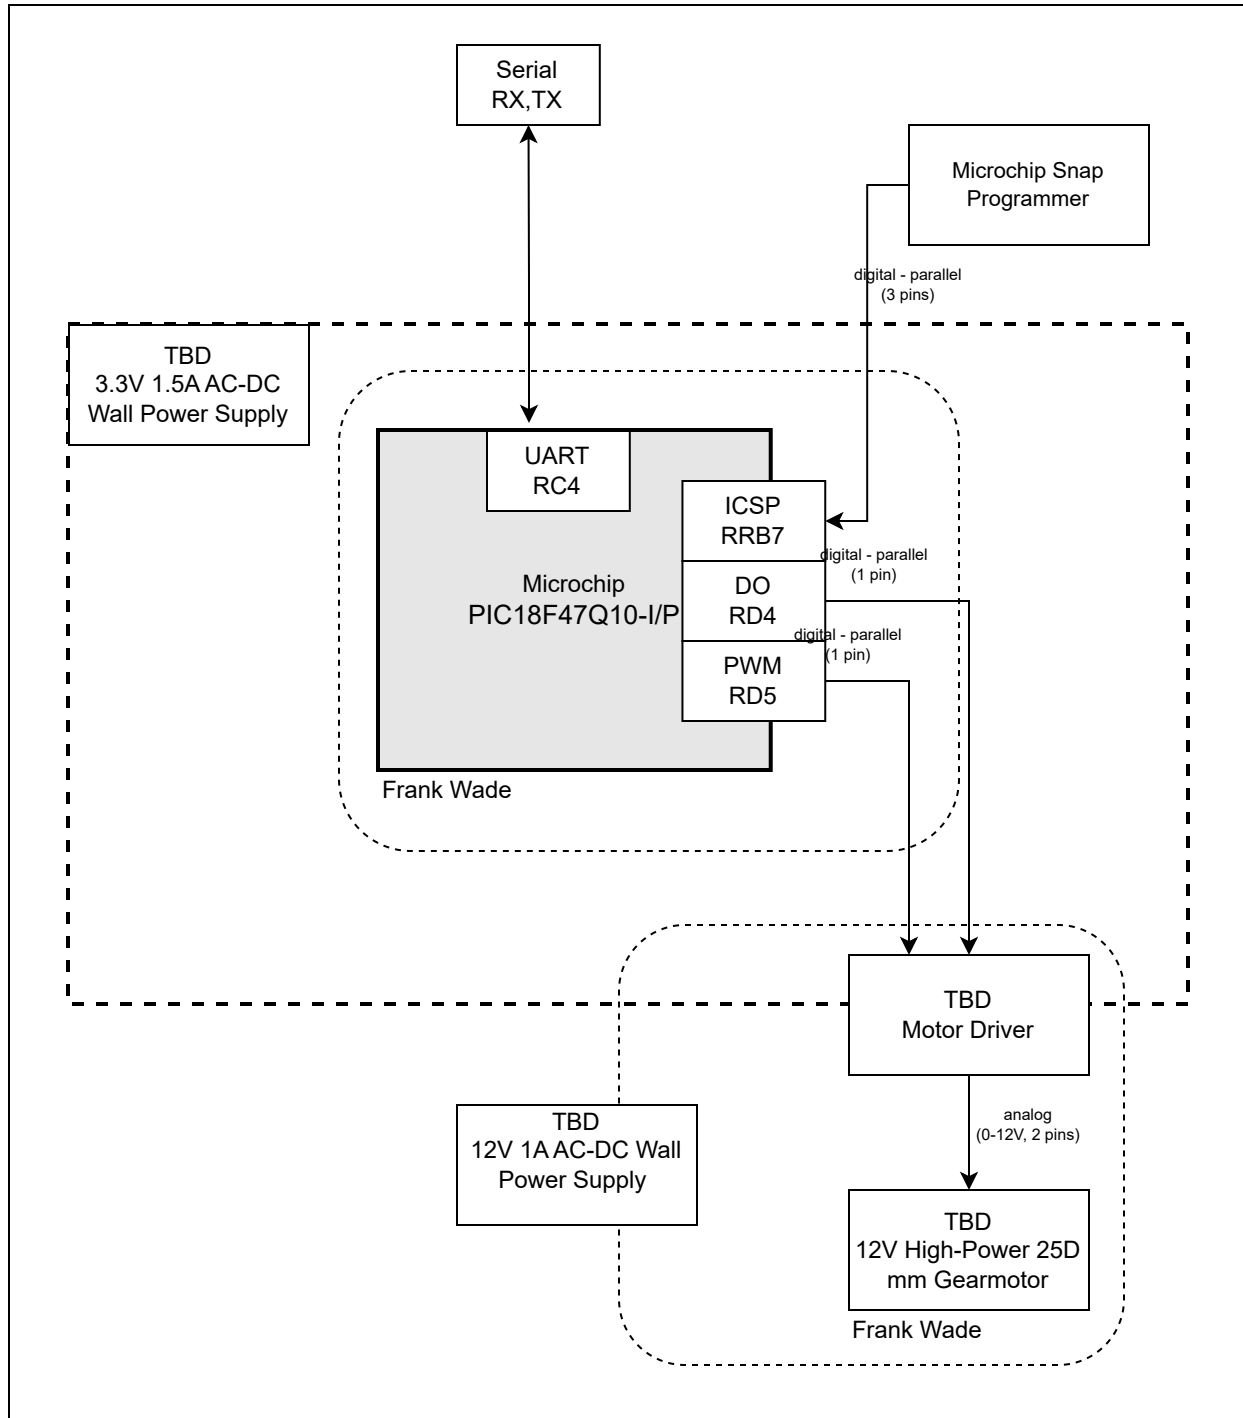 Serial
RX,TX
Microchip Snap
Programmer
digital - parallel
(3 pins)
TBD
3.3V 1.5A AC-DC
Wall Power Supply
UART
RC4
ICSP
RRB7
digital - parallel
(1 pin)
Microchip
PIC18F47Q10-I/P
DO
RD4
digital - parallel
(1 pin)
PWM
RD5
Frank Wade
TBD
Motor Driver
analog
(0-12V, 2 pins)
TBD
12V 1A AC-DC Wall
Power Supply
TBD
12V High-Power 25D
mm Gearmotor
Frank Wade